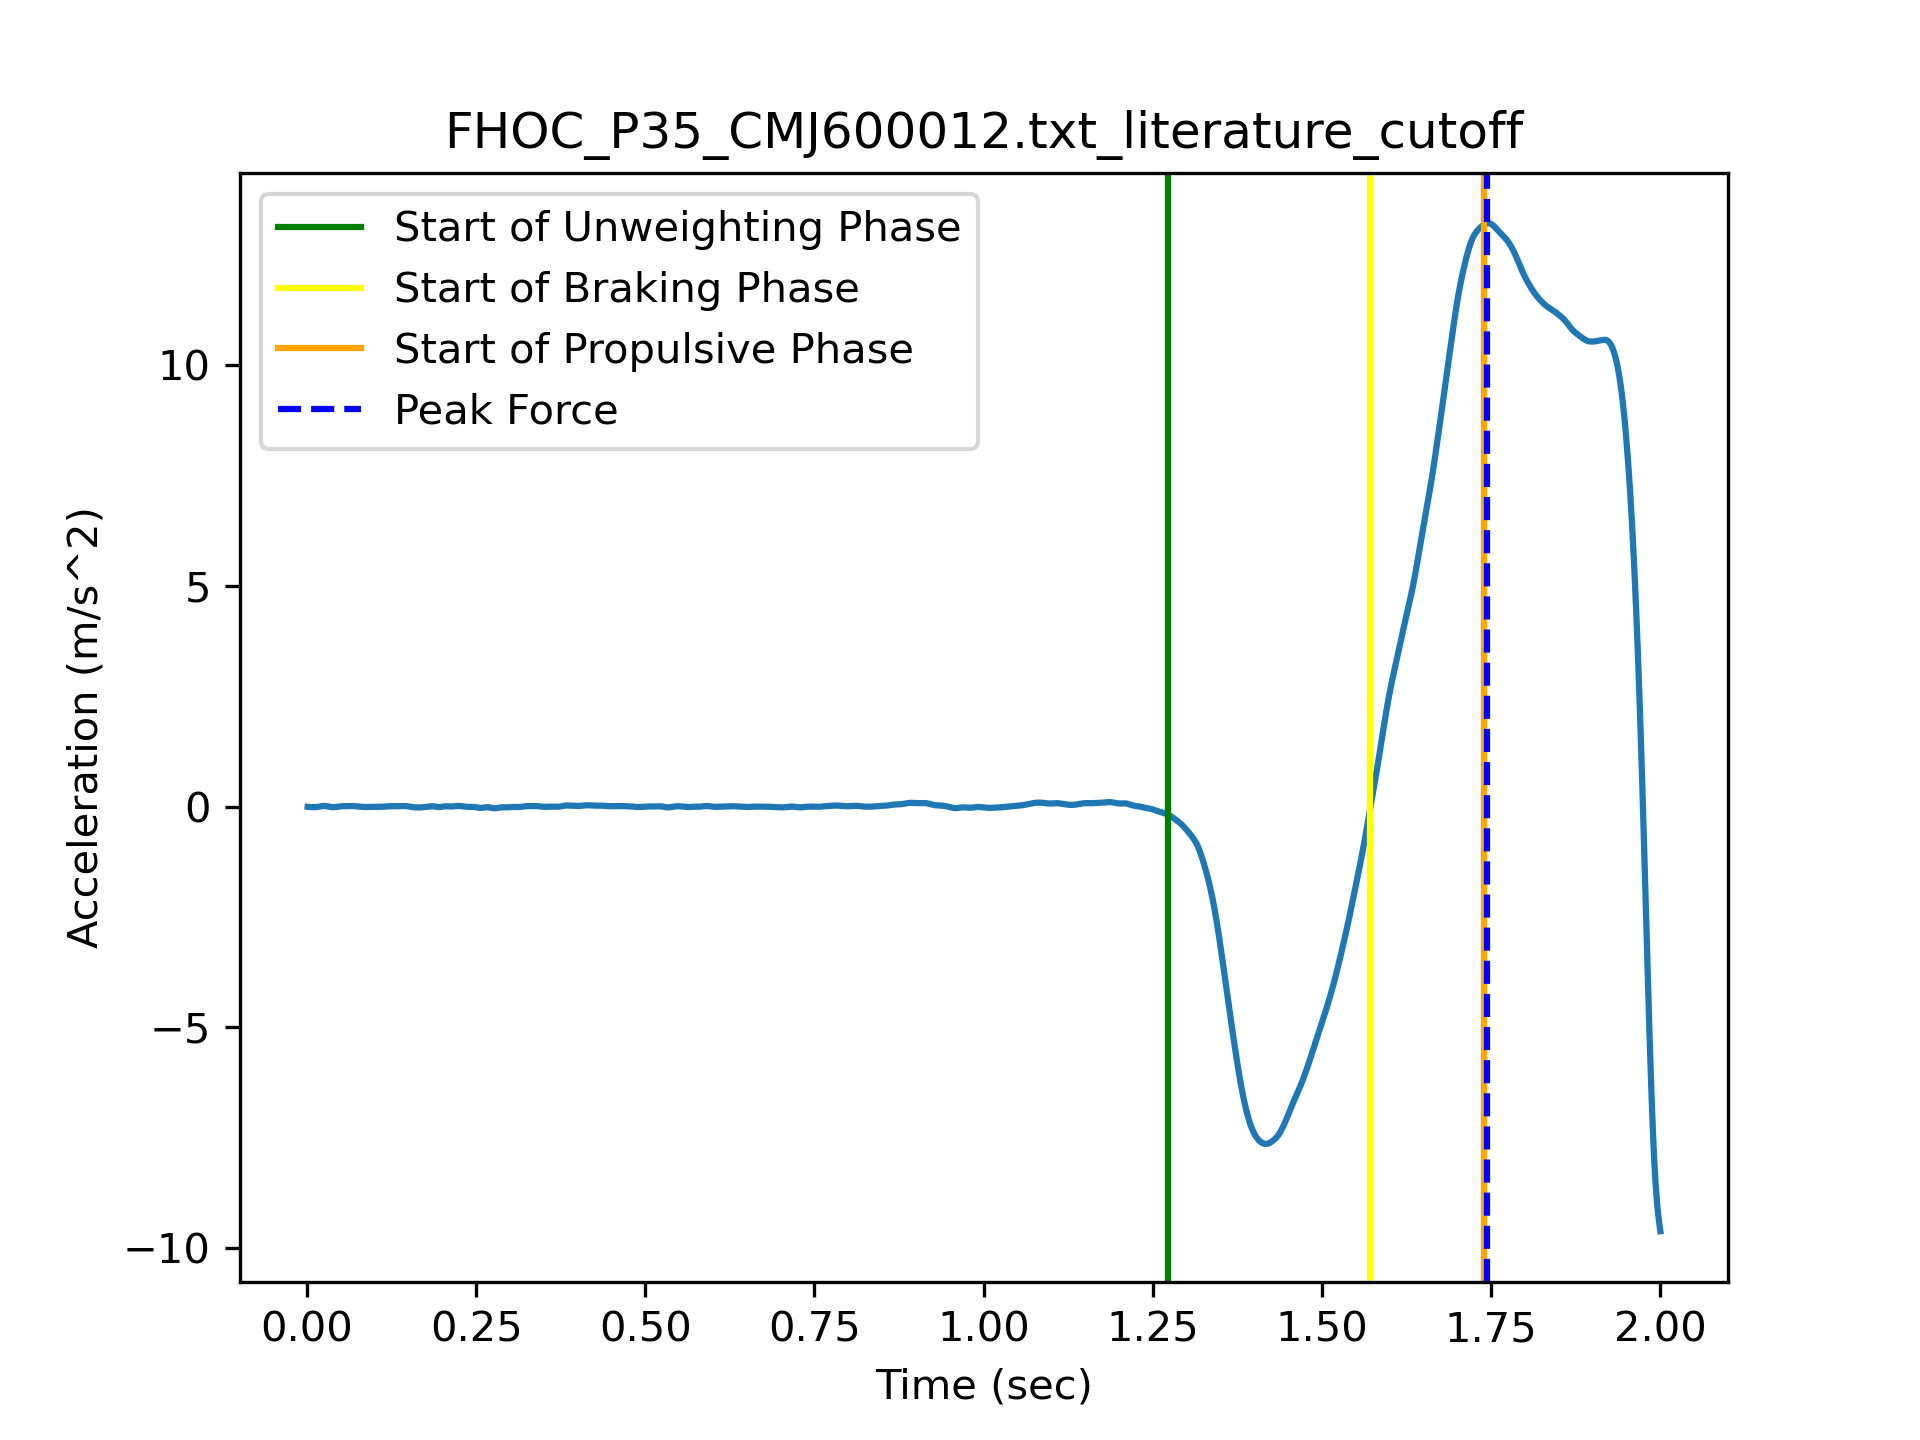 FHOC_P35_CMJ600012.txt_literature_cutoff
Start of Unweighting Phase
Start of Braking Phase
Start of Propulsive Phase
Peak Force
10
5
0
−5
−10
Acceleration (m/s^2)
0.00 0.25 0.50 0.75 1.00 1.25 1.50 1.75 2.00
Time (sec)